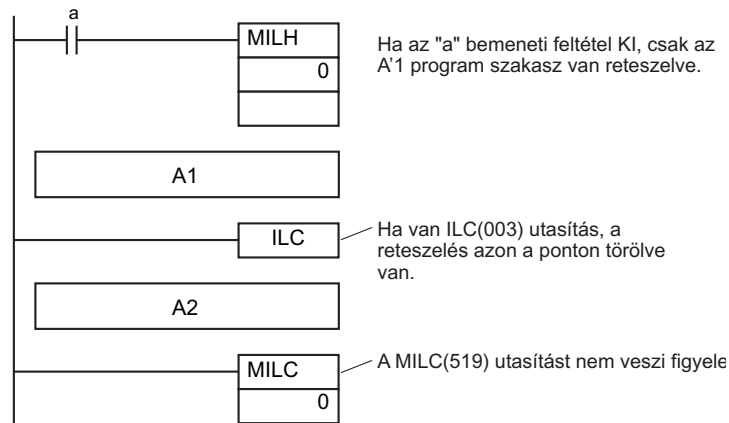 a
MILH
0
Ha az "a" bemeneti feltétel KI, csak az
A'1 program szakasz van reteszelve.
A1
ILC
Ha van ILC(003) utasítás, a
reteszelés azon a ponton törölve
van.
A2
MILC
0
A MILC(519) utasítást nem veszi figyele